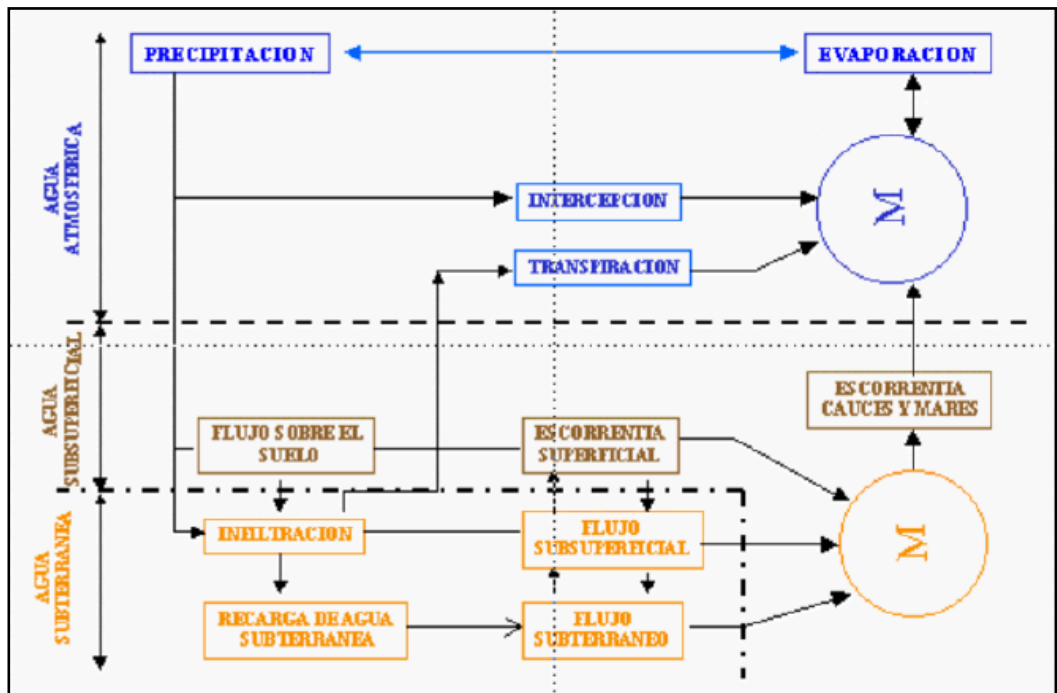 PRECIPITACION
EVAPORACION
AGUA
ATMOSFERICA
INTERCEPCION
M
TRANSPIRACION
AGUA
SUBSUPERFICIAL
ESCORRENTIA
CAUCES Y MARES
FLUJO SOBRE EL
SUELO
ESCORRENTIA
SUPERFICIAL
AGUA
SUBTERRANEA
INFILTRACION
FLUJO
SUBSUPERFICIAL
M
RECARGA DE AGUA
SUBTERRANEA
FLUJO
SUBTERRANEO